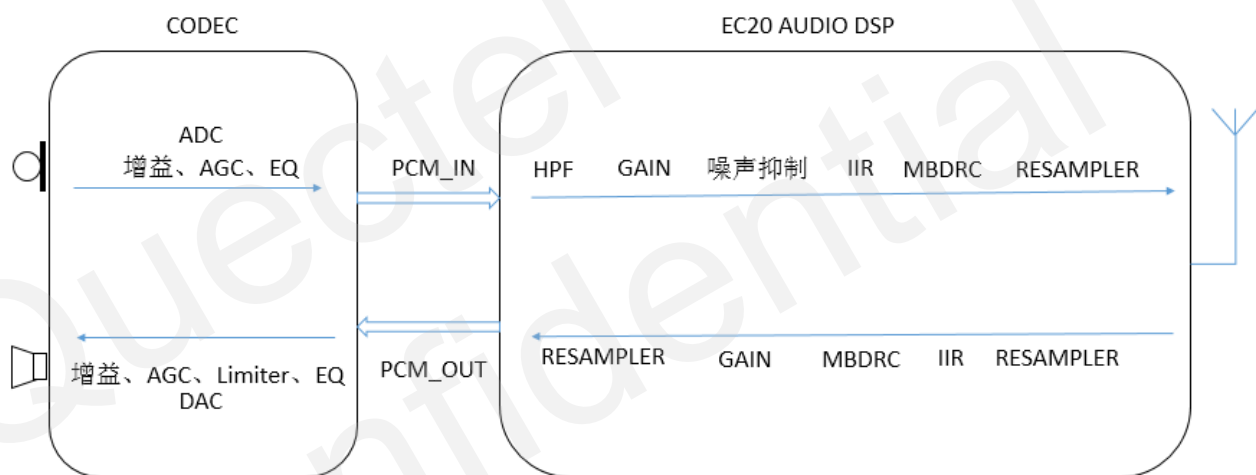 CODEC
EC20 AUDIO DSP
ADC
增益、AGC、EQ
PCM_IN
HPF GAIN 噪声抑制 IIR MBDRC RESAMPLER
PCM_OUT
RESAMPLER GAIN MBDRC IIR RESAMPLER
增益、AGC、Limiter、EQ
DAC
Quectel
Confidential